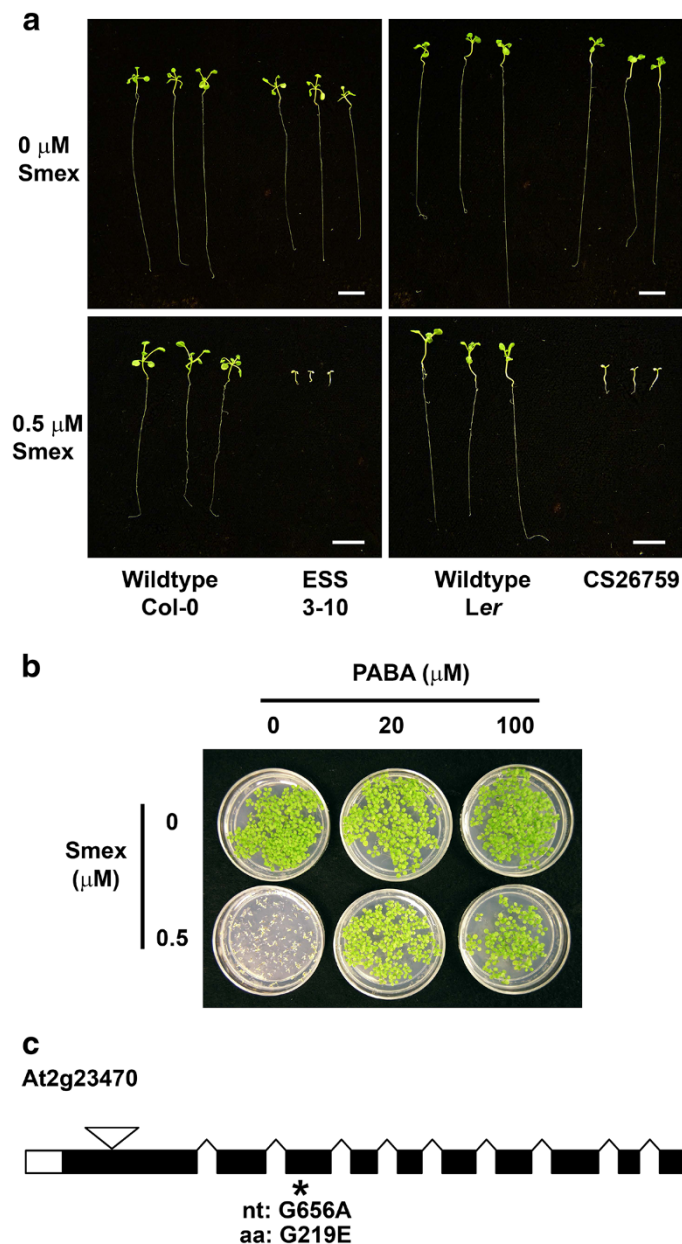 a
0 μM
Smex
0.5 μM
Smex
Wildtype
Col-0
ESS
3-10
Wildtype
Ler
CS26759
b
PABA (μM)
0 20 100
Smex
(μM)
0
0.5
c
At2g23470
*
nt: G656A
aa: G219E